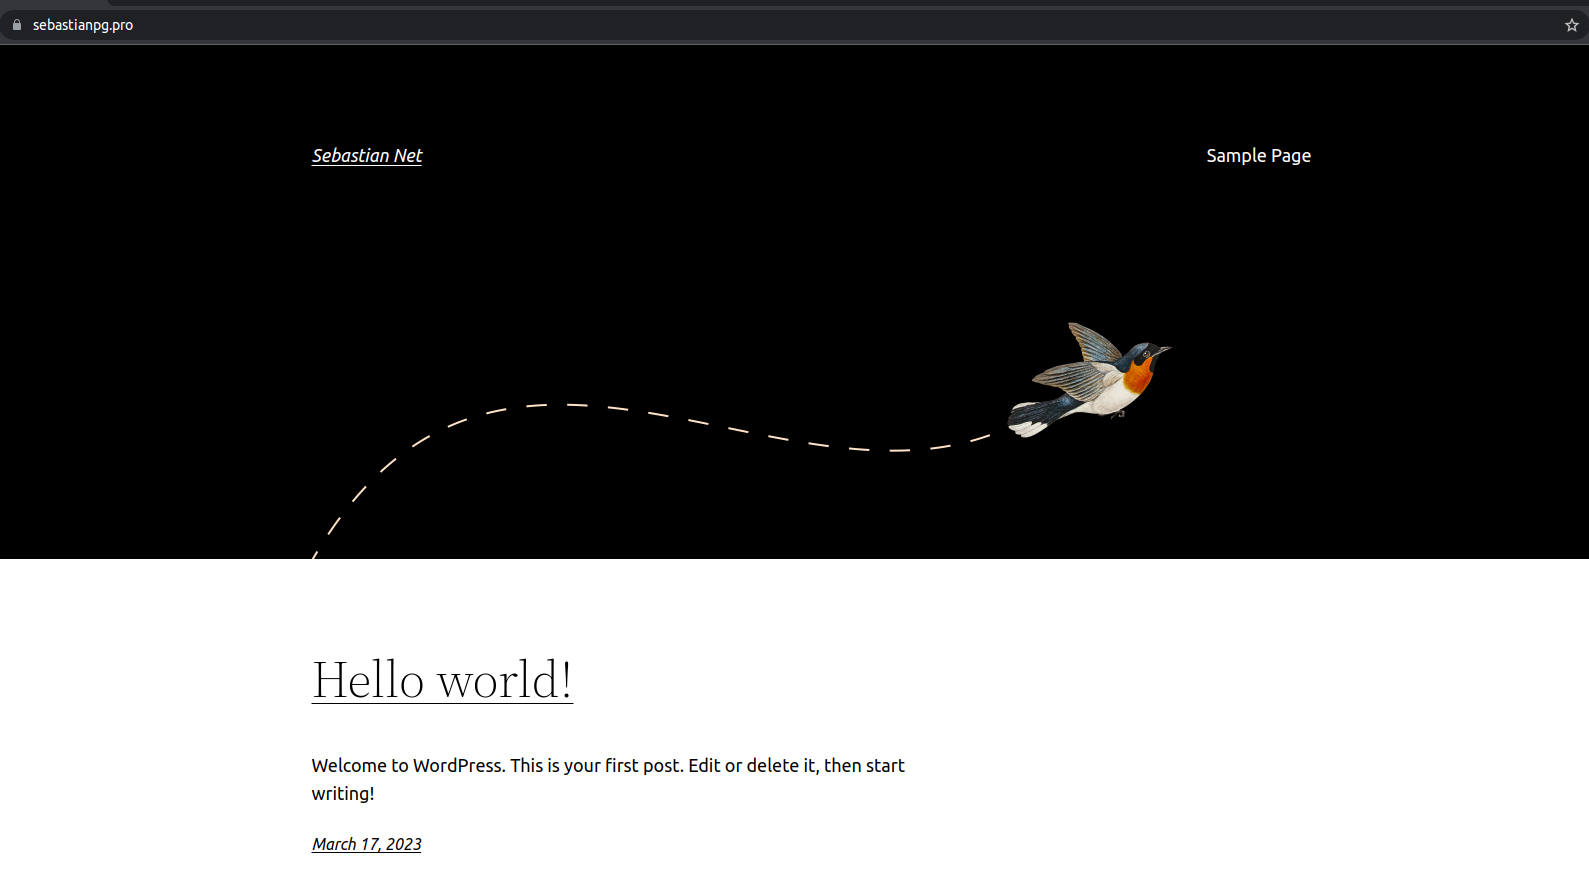 sebastianpg.pro
Sebastian Net
Sample Page
Hello world!
Welcome to WordPress. This is your first post. Edit or delete it, then start
writing!
March 17, 2023